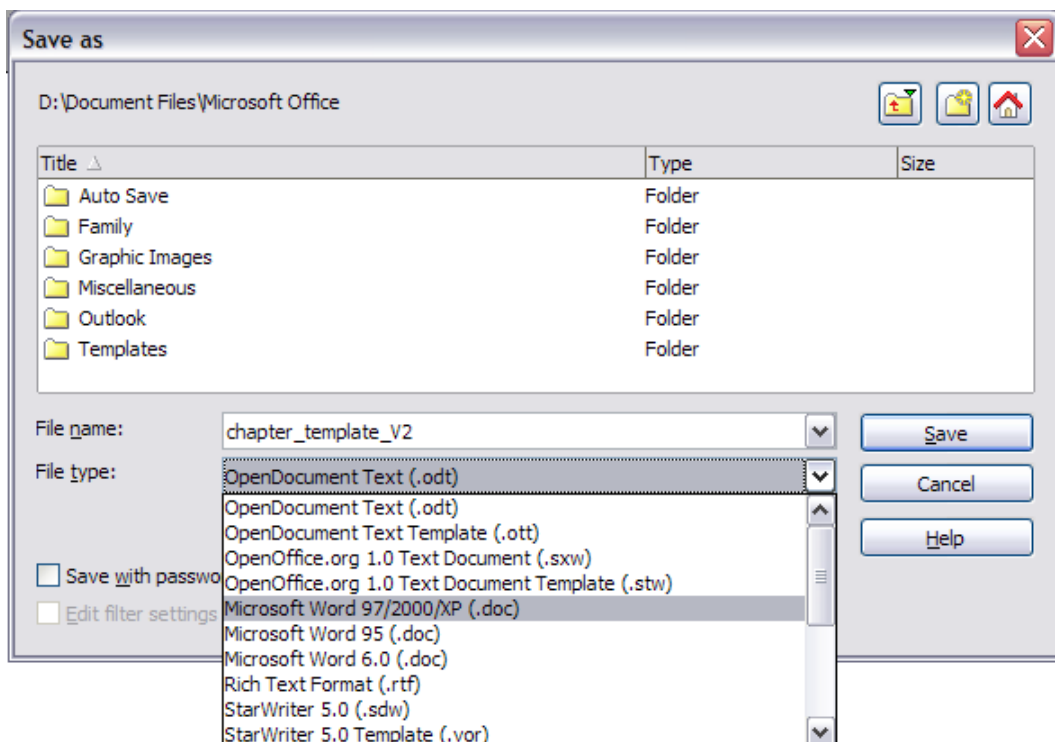 Save as
D:\Document Files\Microsoft Office
Title Type Size
Auto Save Folder
Family Folder
Graphic Images Folder
Miscellaneous Folder
Outlook Folder
Templates Folder
File name: chapter_template_V2 Save
File type: OpenDocument Text (.odt) Cancel
OpenDocument Text (.odt)
OpenDocument Text Template (.ott) Help
OpenOffice.org 1.0 Text Document (.sxw)
Save with passwo OpenOffice.org 1.0 Text Document Template (.stw)
Edit filter settings Microsoft Word 97/2000/XP (.doc)
Microsoft Word 95 (.doc)
Microsoft Word 6.0 (.doc)
Rich Text Format (.rtf)
StarWriter 5.0 (.sdw)
StarWriter 5.0 Template (.vor)